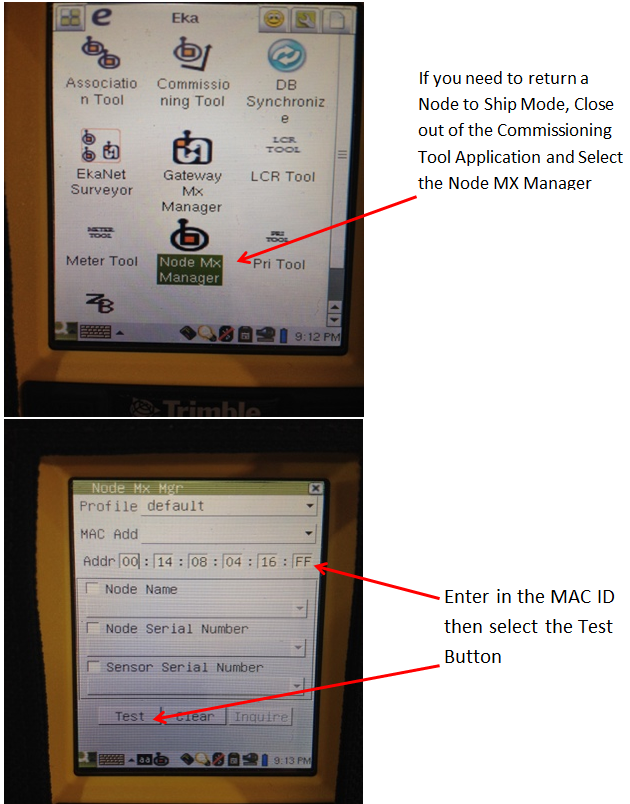 Eka
Associatio
n Tool
Commissio
ning Tool
DB
Synchroniz
e
EkaNet
Surveyor
Gateway
Mx
Manager
LCR
TOOL
LCR Tool
METER
TOOL
Meter Tool
Node Mx
Manager
PRI
TOOL
Pri Tool
ZB
9:12 PM
Trimble
If you need to return a
Node to Ship Mode, Close
out of the Commissioning
Tool Application and Select
the Node MX Manager
Node Mx Mgr
Profile default
MAC Add
Addr 00 : 14 : 08 : 04 : 16 : FF
Node Name
Node Serial Number
Sensor Serial Number
Test Clear Inquire
9:13 PM
Enter in the MAC ID
then select the Test
Button